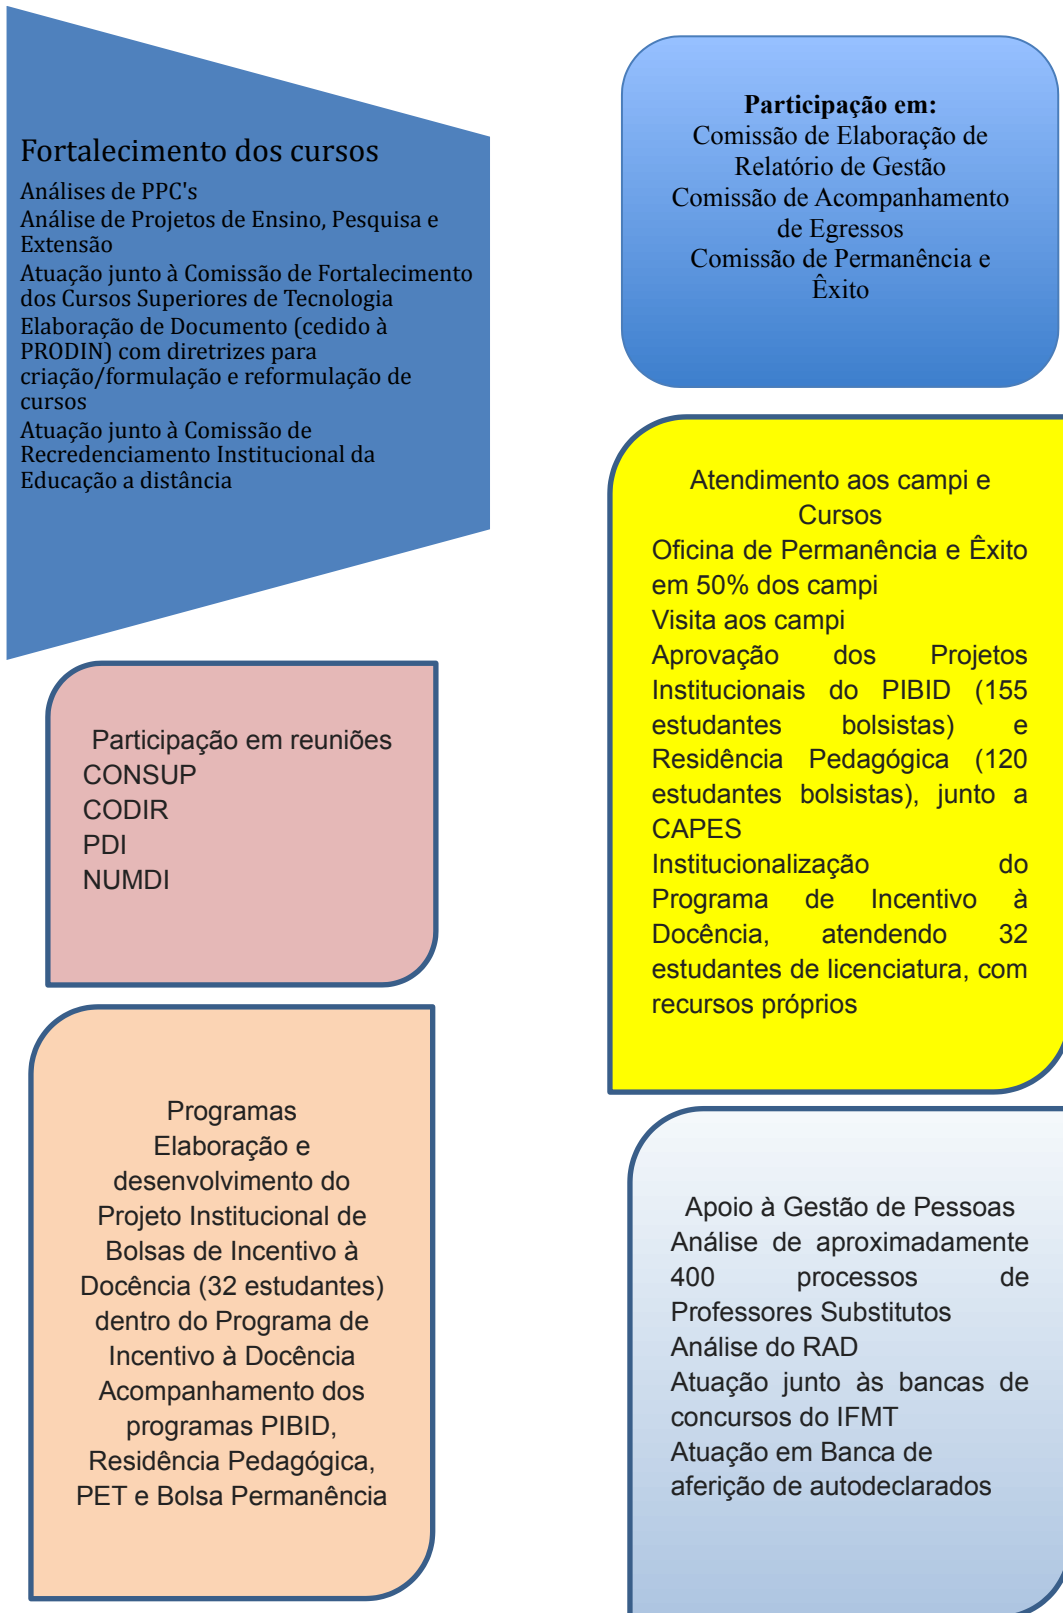 Fortalecimento dos cursos
Análises de PPC's
Análise de Projetos de Ensino, Pesquisa e
Extensão
Atuação junto à Comissão de Fortalecimento
dos Cursos Superiores de Tecnologia
Elaboração de Documento (cedido à
PRODIN) com diretrizes para
criação/formulação e reformulação de
cursos
Atuação junto à Comissão de
Recredenciamento Institucional da
Educação a distância
Participação em:
Comissão de Elaboração de
Relatório de Gestão
Comissão de Acompanhamento
de Egressos
Comissão de Permanência e
Êxito
Atendimento aos campi e
Cursos
Oficina de Permanência e Êxito
em 50% dos campi
Visita aos campi
Aprovação dos Projetos
Institucionais do PIBID (155
estudantes bolsistas) e
Residência Pedagógica (120
estudantes bolsistas), junto a
CAPES
Institucionalização do
Programa de Incentivo à
Docência, atendendo 32
estudantes de licenciatura, com
recursos próprios
Participação em reuniões
CONSUP
CODIR
PDI
NUMDI
Programas
Elaboração e
desenvolvimento do
Projeto Institucional de
Bolsas de Incentivo à
Docência (32 estudantes)
dentro do Programa de
Incentivo à Docência
Acompanhamento dos
programas PIBID,
Residência Pedagógica,
PET e Bolsa Permanência
Apoio à Gestão de Pessoas
Análise de aproximadamente
400 processos de
Professores Substitutos
Análise do RAD
Atuação junto às bancas de
concursos do IFMT
Atuação em Banca de
aferição de autodeclarados